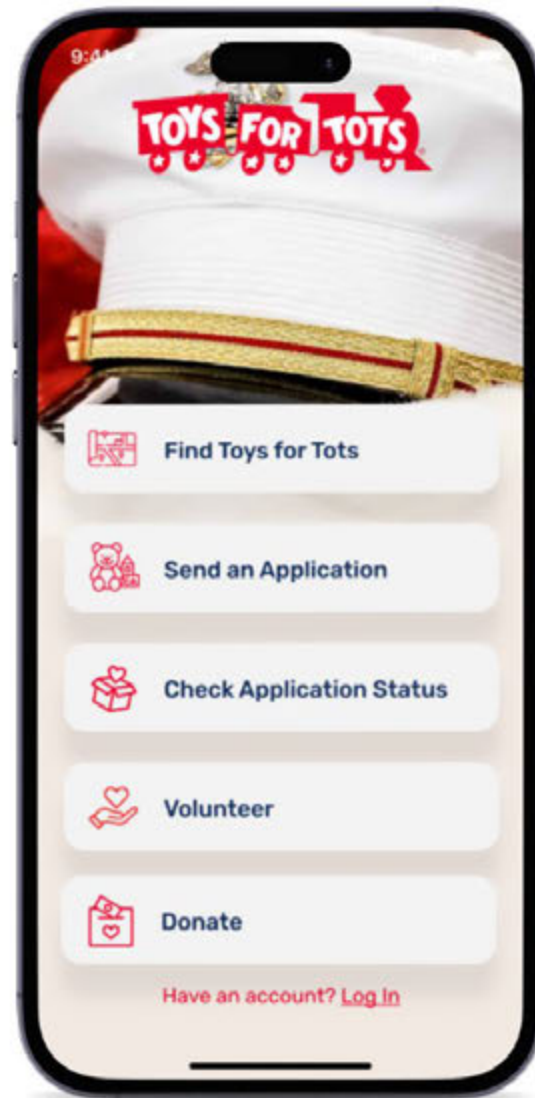 9:41
TOYS FOR TOTS
Find Toys for Tots
Send an Application
Check Application Status
Volunteer
Donate
Have an account? Log In